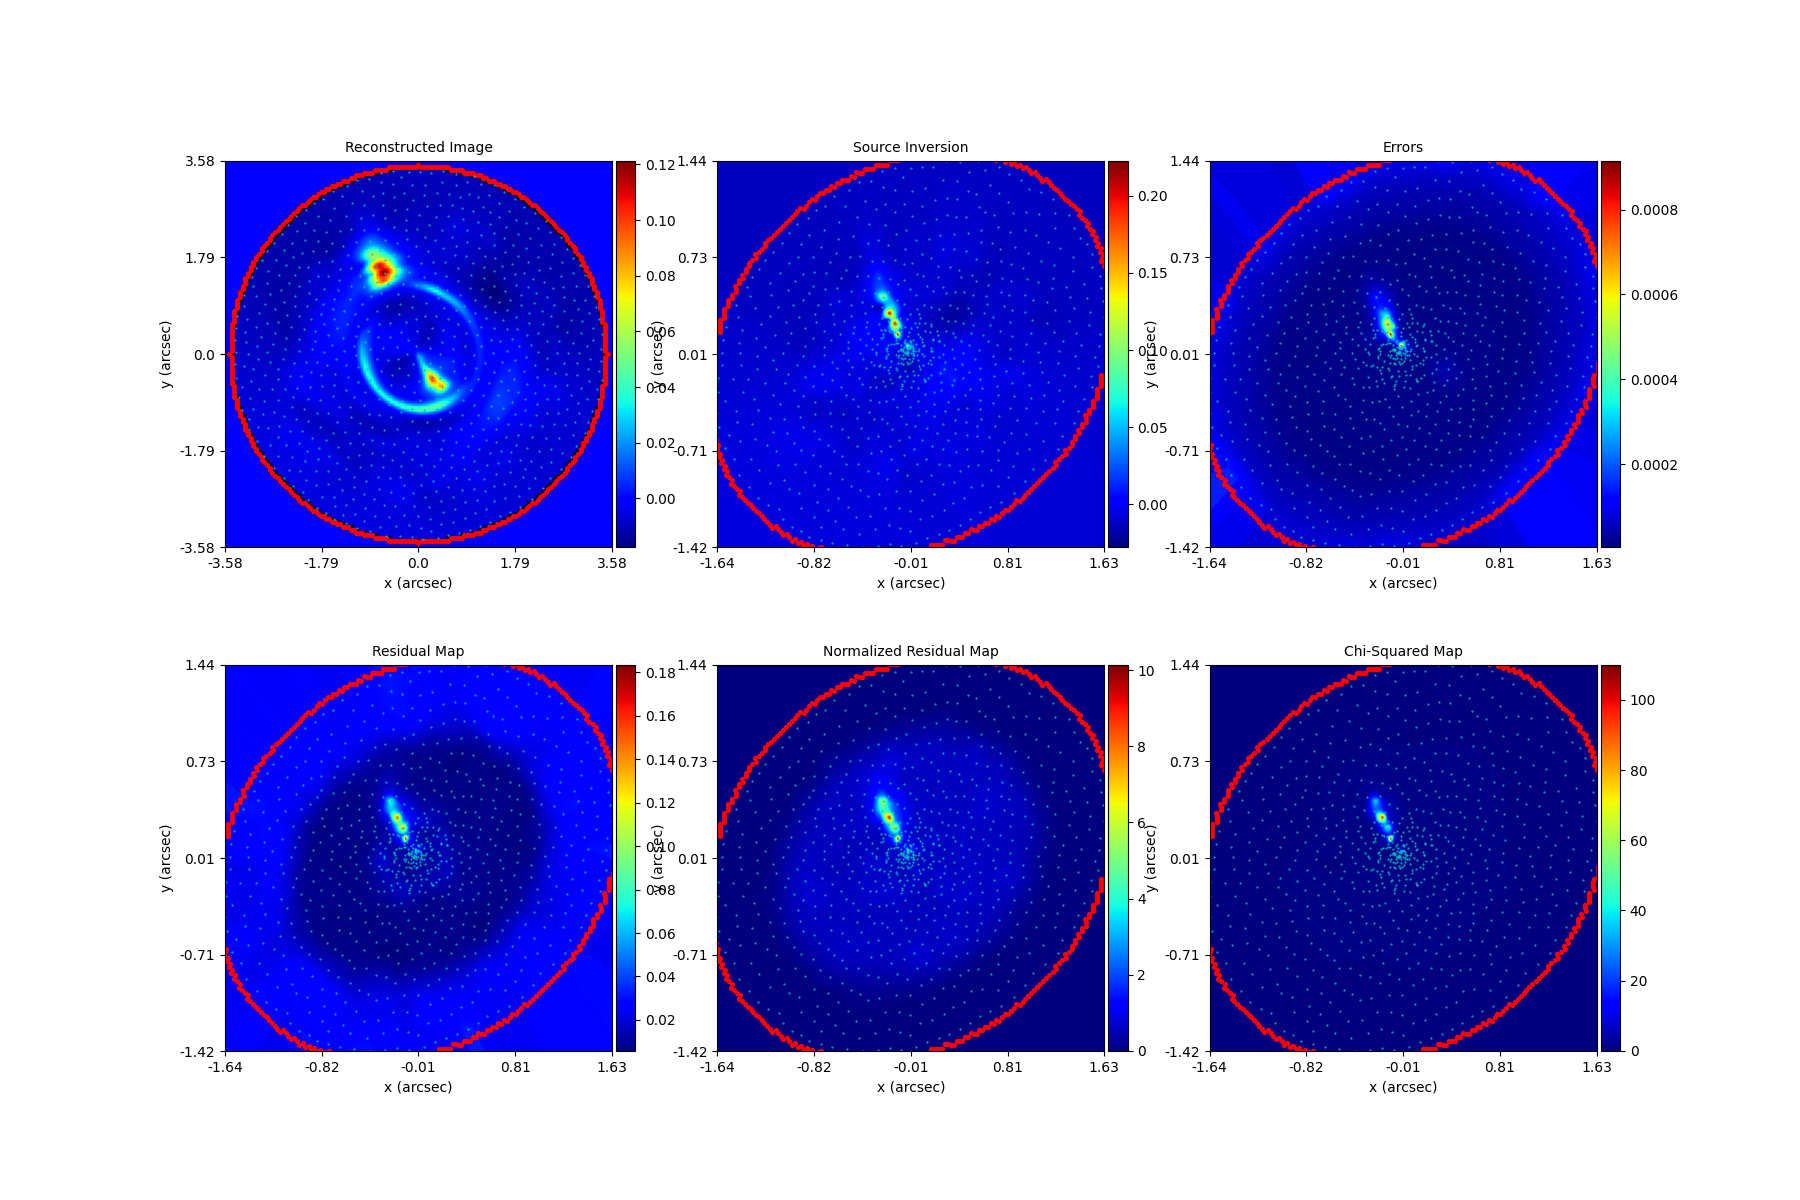 Reconstructed Image
3.58
1.79
0.0
-1.79
-3.58
y (arcsec)
-3.58 -1.79 0.0 1.79 3.58
x (arcsec)
0.12
0.10
0.08
0.06
0.04
0.02
0.00
Source Inversion
1.44
0.73
0.01
-0.71
-1.42
y (arcsec)
-1.64 -0.82 -0.01 0.81 1.63
x (arcsec)
0.20
0.15
0.10
0.05
0.00
Errors
1.44
0.73
0.01
-0.71
-1.42
y (arcsec)
-1.64 -0.82 -0.01 0.81 1.63
x (arcsec)
0.0008
0.0006
0.0004
0.0002
Residual Map
1.44
0.73
0.01
-0.71
-1.42
y (arcsec)
-1.64 -0.82 -0.01 0.81 1.63
x (arcsec)
0.18
0.16
0.14
0.12
0.10
0.08
0.06
0.04
0.02
Normalized Residual Map
1.44
0.73
0.01
-0.71
-1.42
y (arcsec)
-1.64 -0.82 -0.01 0.81 1.63
x (arcsec)
10
8
6
4
2
0
Chi-Squared Map
1.44
0.73
0.01
-0.71
-1.42
y (arcsec)
-1.64 -0.82 -0.01 0.81 1.63
x (arcsec)
100
80
60
40
20
0